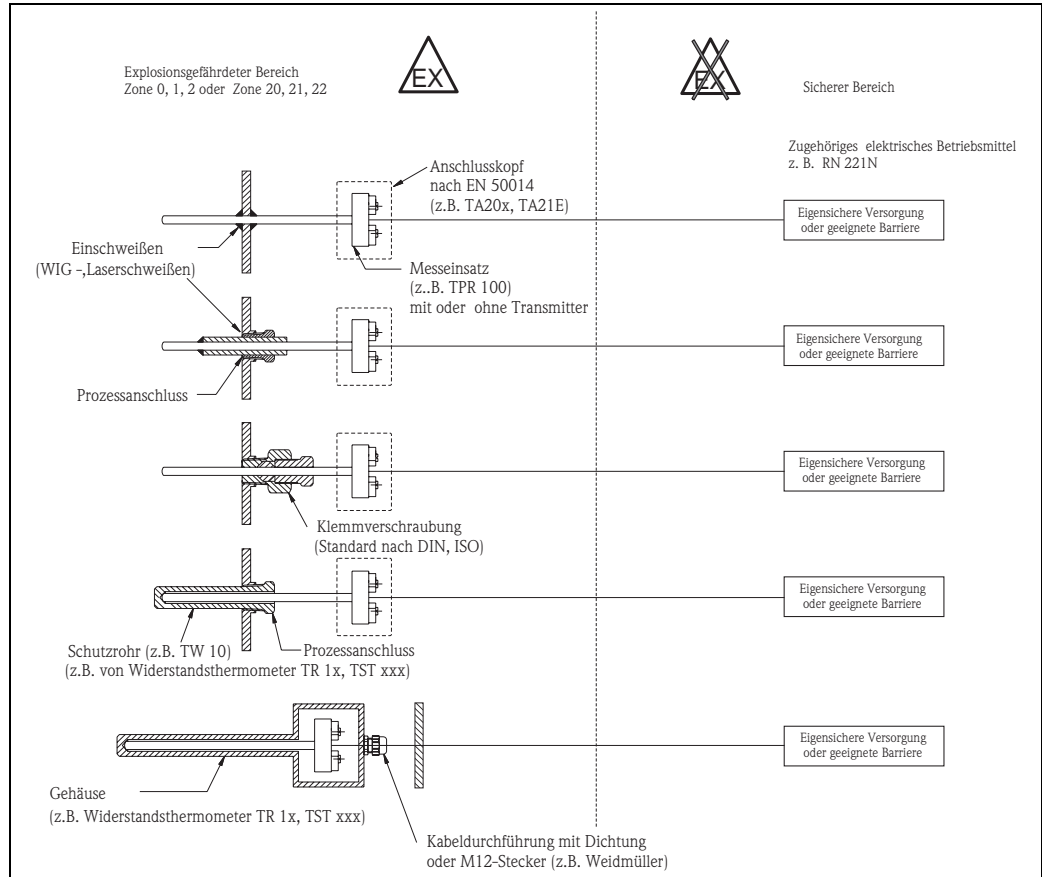 Explosionsgefährdeter Bereich
Zone 0, 1, 2 oder Zone 20, 21, 22
EX
EX
Sicherer Bereich
Zugehöriges elektrisches Betriebsmittel
z. B. RN 221N
Anschlusskopf
nach EN 50014
(z.B. TA20x, TA21E)
Eigensichere Versorgung
oder geeignete Barriere
Einschweißen
(WIG -,Laserschweißen)
Messeinsatz
(z..B. TPR 100)
mit oder ohne Transmitter
Eigensichere Versorgung
oder geeignete Barriere
Prozessanschluss
Eigensichere Versorgung
oder geeignete Barriere
Klemmverschraubung
(Standard nach DIN, ISO)
Eigensichere Versorgung
oder geeignete Barriere
Schutzrohr (z.B. TW 10)
Prozessanschluss
(z.B. von Widerstandsthermometer TR 1x, TST xxx)
Eigensichere Versorgung
oder geeignete Barriere
Gehäuse
(z.B. Widerstandsthermometer TR 1x, TST xxx)
Kabeldurchführung mit Dichtung
oder M12-Stecker (z.B. Weidmüller)